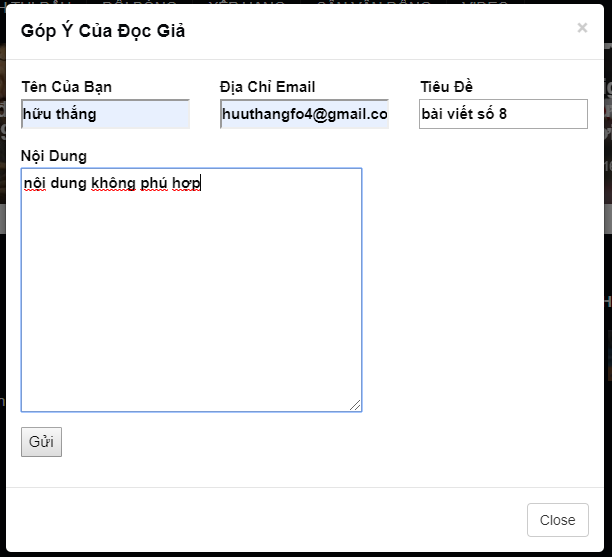 Góp Ý Của Đọc Giả ×
Tên Của Bạn Địa Chỉ Email Tiêu Đề
hữu thắng huuthangfo4@gmail.co bài viết số 8
Nội Dung
nội dung không phú hợp
Gửi
Close